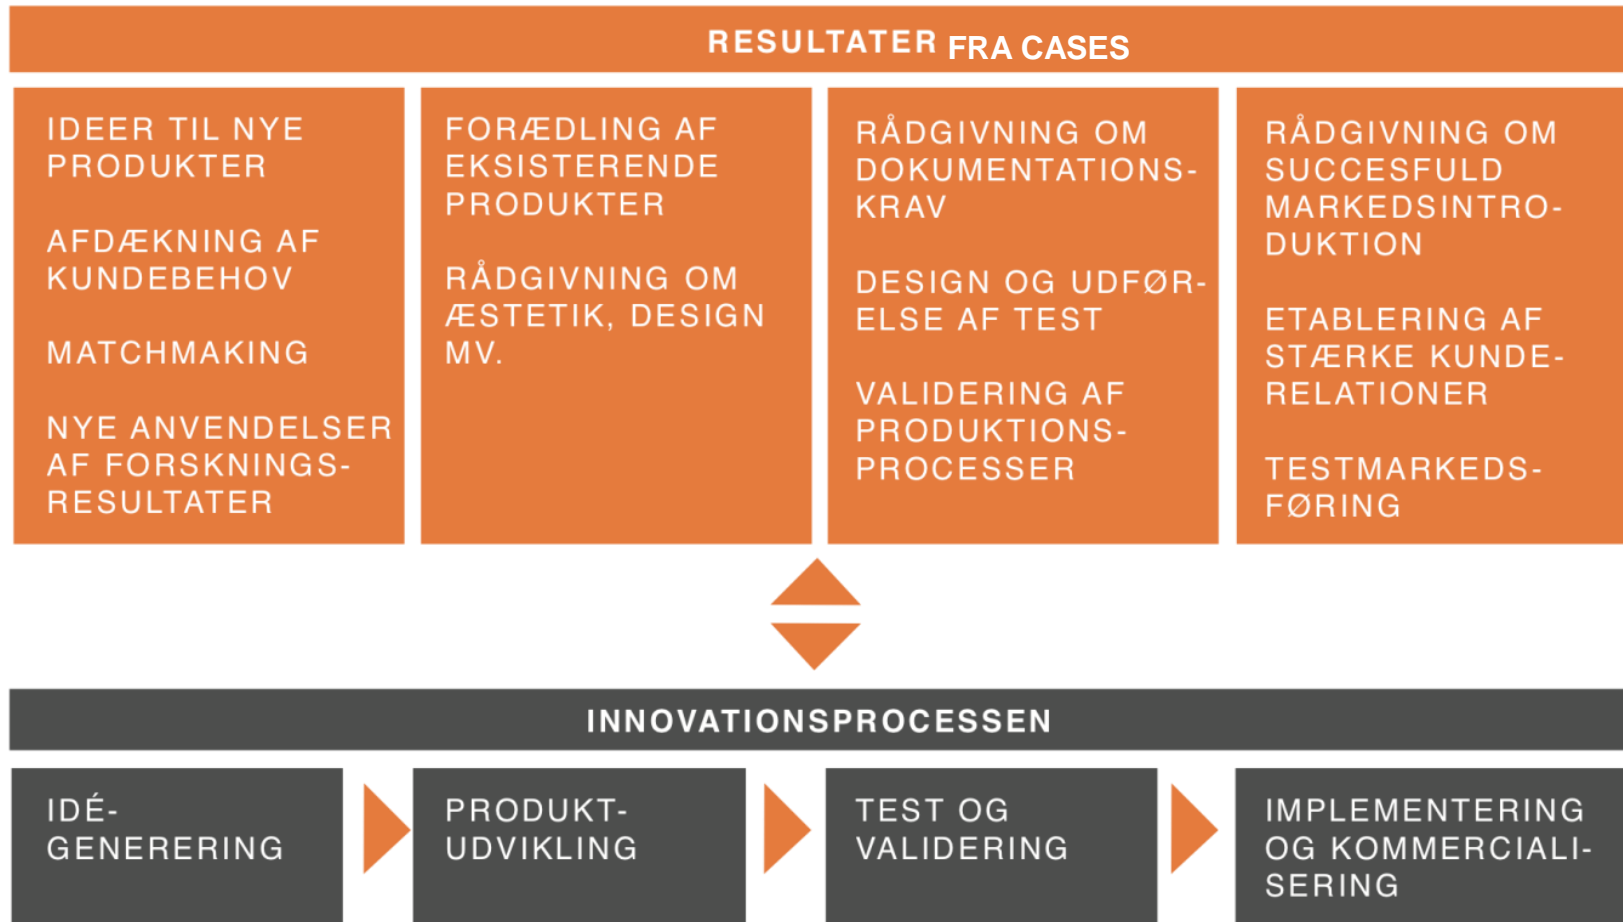 RESULTATER FRA CASES
IDEER TIL NYE
PRODUKTER
AFDÆKNING AF
KUNDEBEHOV
MATCHMAKING
NYE ANVENDELSER
AF FORSKNINGS-
RESULTATER
FORÆDLING AF
EKSISTERENDE
PRODUKTER
RÅDGIVNING OM
ÆSTETIK, DESIGN
MV.
RÅDGIVNING OM
DOKUMENTATIONS-
KRAV
DESIGN OG UDFØR-
ELSE AF TEST
VALIDERING AF
PRODUKTIONS-
PROCESSER
RÅDGIVNING OM
SUCCESFULD
MARKEDSINTRO-
DUKTION
ETABLERING AF
STÆRKE KUNDE-
RELATIONER
TESTMARKEDS-
FØRING
INNOVATIONSPROCESSEN
IDÉ-
GENERERING
PRODUKT-
UDVIKLING
TEST OG
VALIDERING
IMPLEMENTERING
OG KOMMERCIALI-
SERING